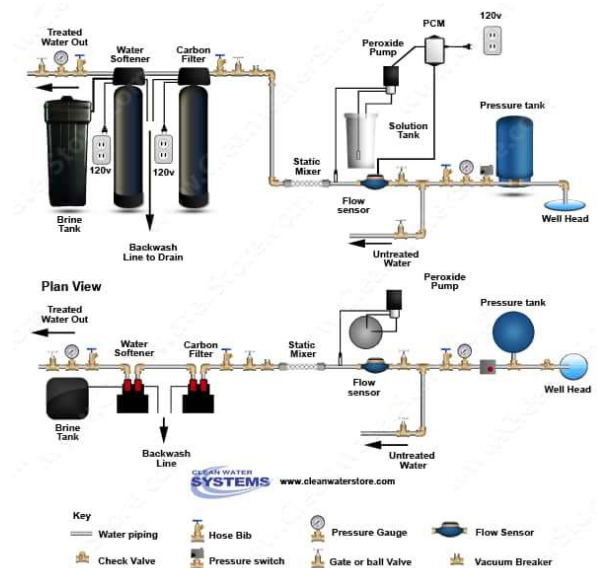 120v
PCM
Peroxide
Pump
Treated
Water Out
Water
Softener
Carbon
Filter
Solution
Tank
Pressure tank
120v
120v
Static
Mixer
Flow
sensor
Well Head
Brine
Tank
Backwash
Line to Drain
Untreated
Water
Plan View
Peroxide
Pump
Treated
Water Out
Water
Softener
Carbon
Filter
Static
Mixer
Pressure tank
Flow
sensor
Well Head
Brine
Tank
Backwash
Line
Untreated
Water
CLEAN WATER
SYSTEMS www.cleanwaterstore.com
Key
Water piping
Hose Bib
Pressure Gauge
Flow Sensor
Check Valve
Pressure switch
Gate or ball Valve
Vacuum Breaker